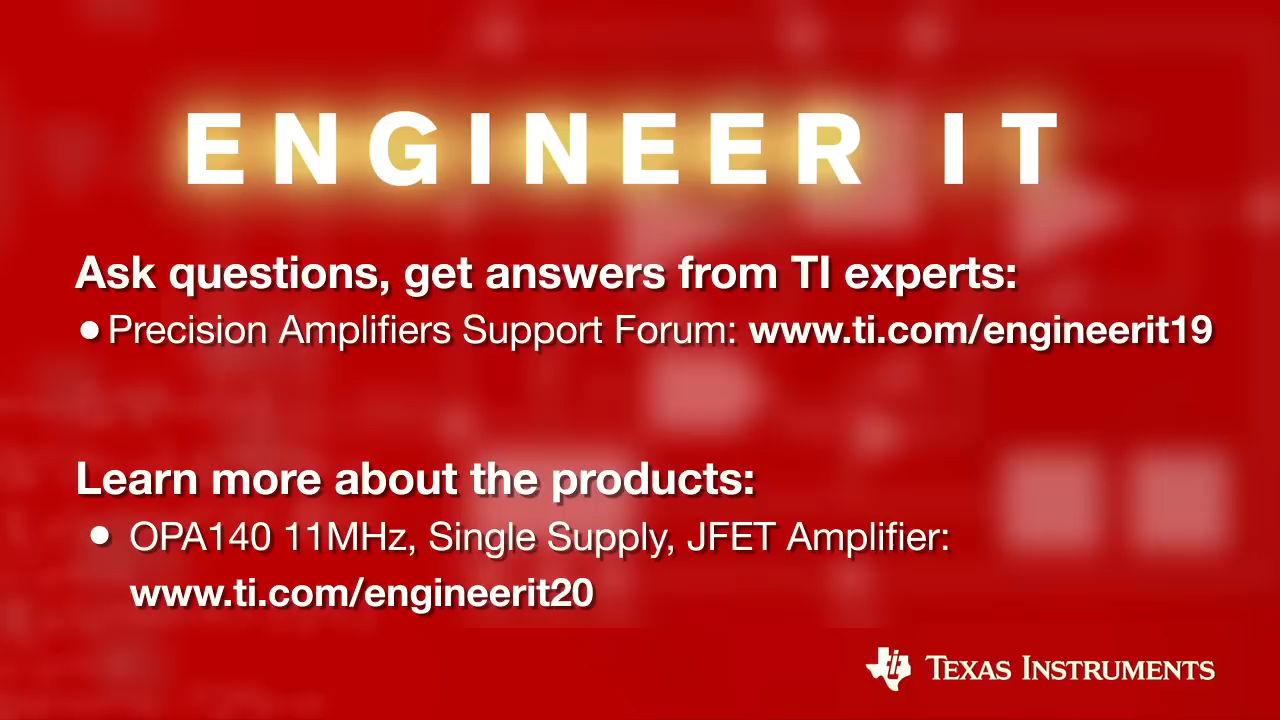 ENGINEER IT
Ask questions, get answers from TI experts:
● Precision Amplifiers Support Forum: www.ti.com/engineerit19
Learn more about the products:
● OPA140 11MHz, Single Supply, JFET Amplifier:
www.ti.com/engineerit20
TEXAS INSTRUMENTS